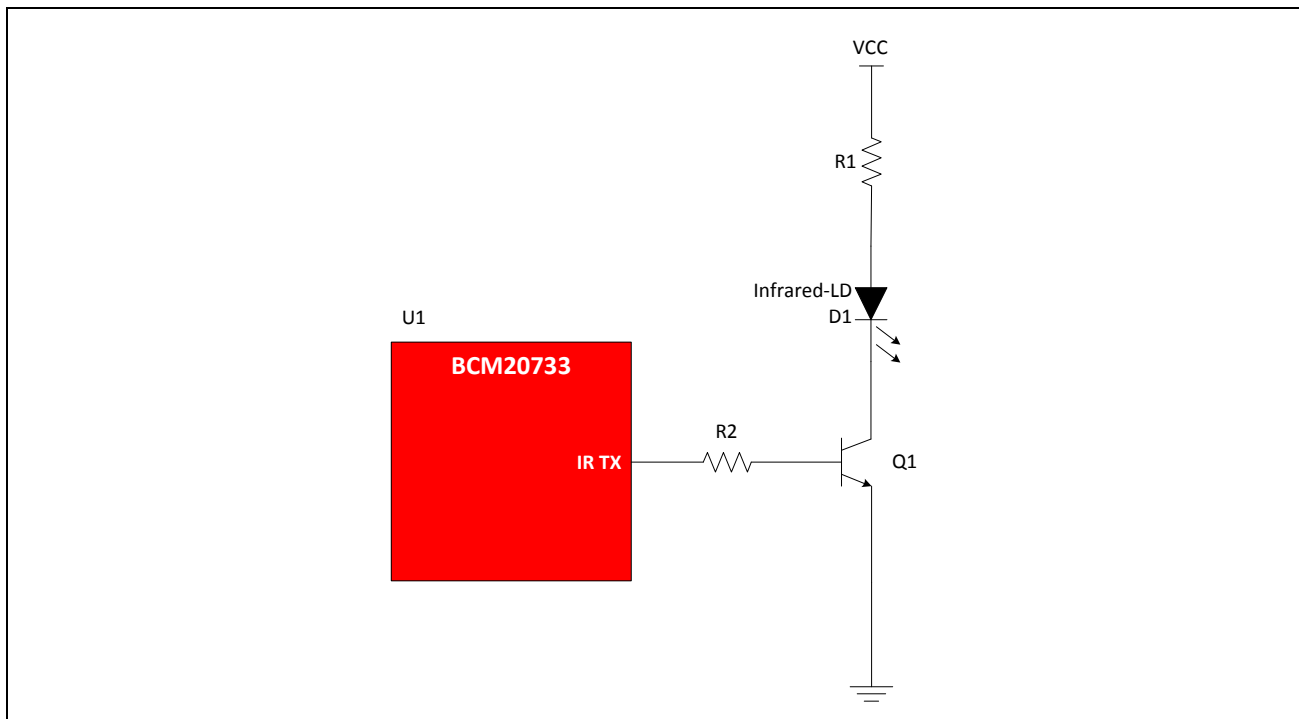 VCC
R1
Infrared-LD
D1
U1
BCM20733
R2
IR TX
Q1